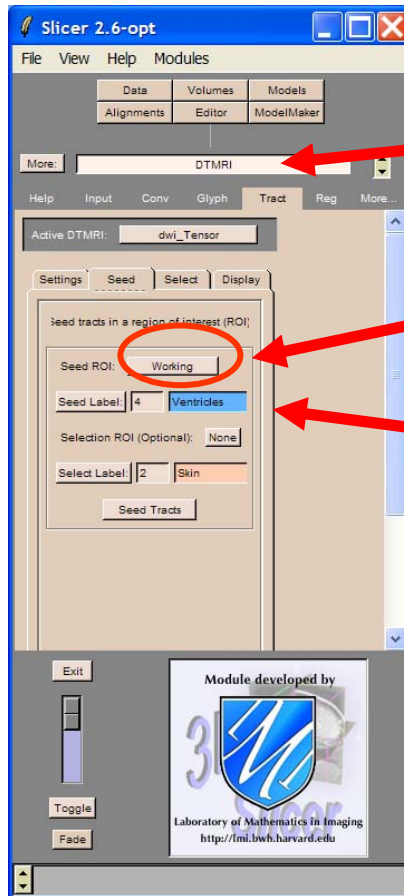 Slicer 2.6-opt
File View Help Modules
Data Volumes Models
Alignments Editor ModelMaker
More: DTMRI
Help Input Conv Glyph Tract Reg More...
Active DTMRI: dwi_Tensor
Settings Seed Select Display
Seed tracts in a region of interest (ROI)
Seed ROI: Working
Seed Label: 4 Ventricles
Selection ROI (Optional): None
Select Label: 2 Skin
Seed Tracts
Exit
Toggle
Fade
Module developed by
3D
Slicer
Laboratory of Mathematics in Imaging
http://lmi.bwh.harvard.edu